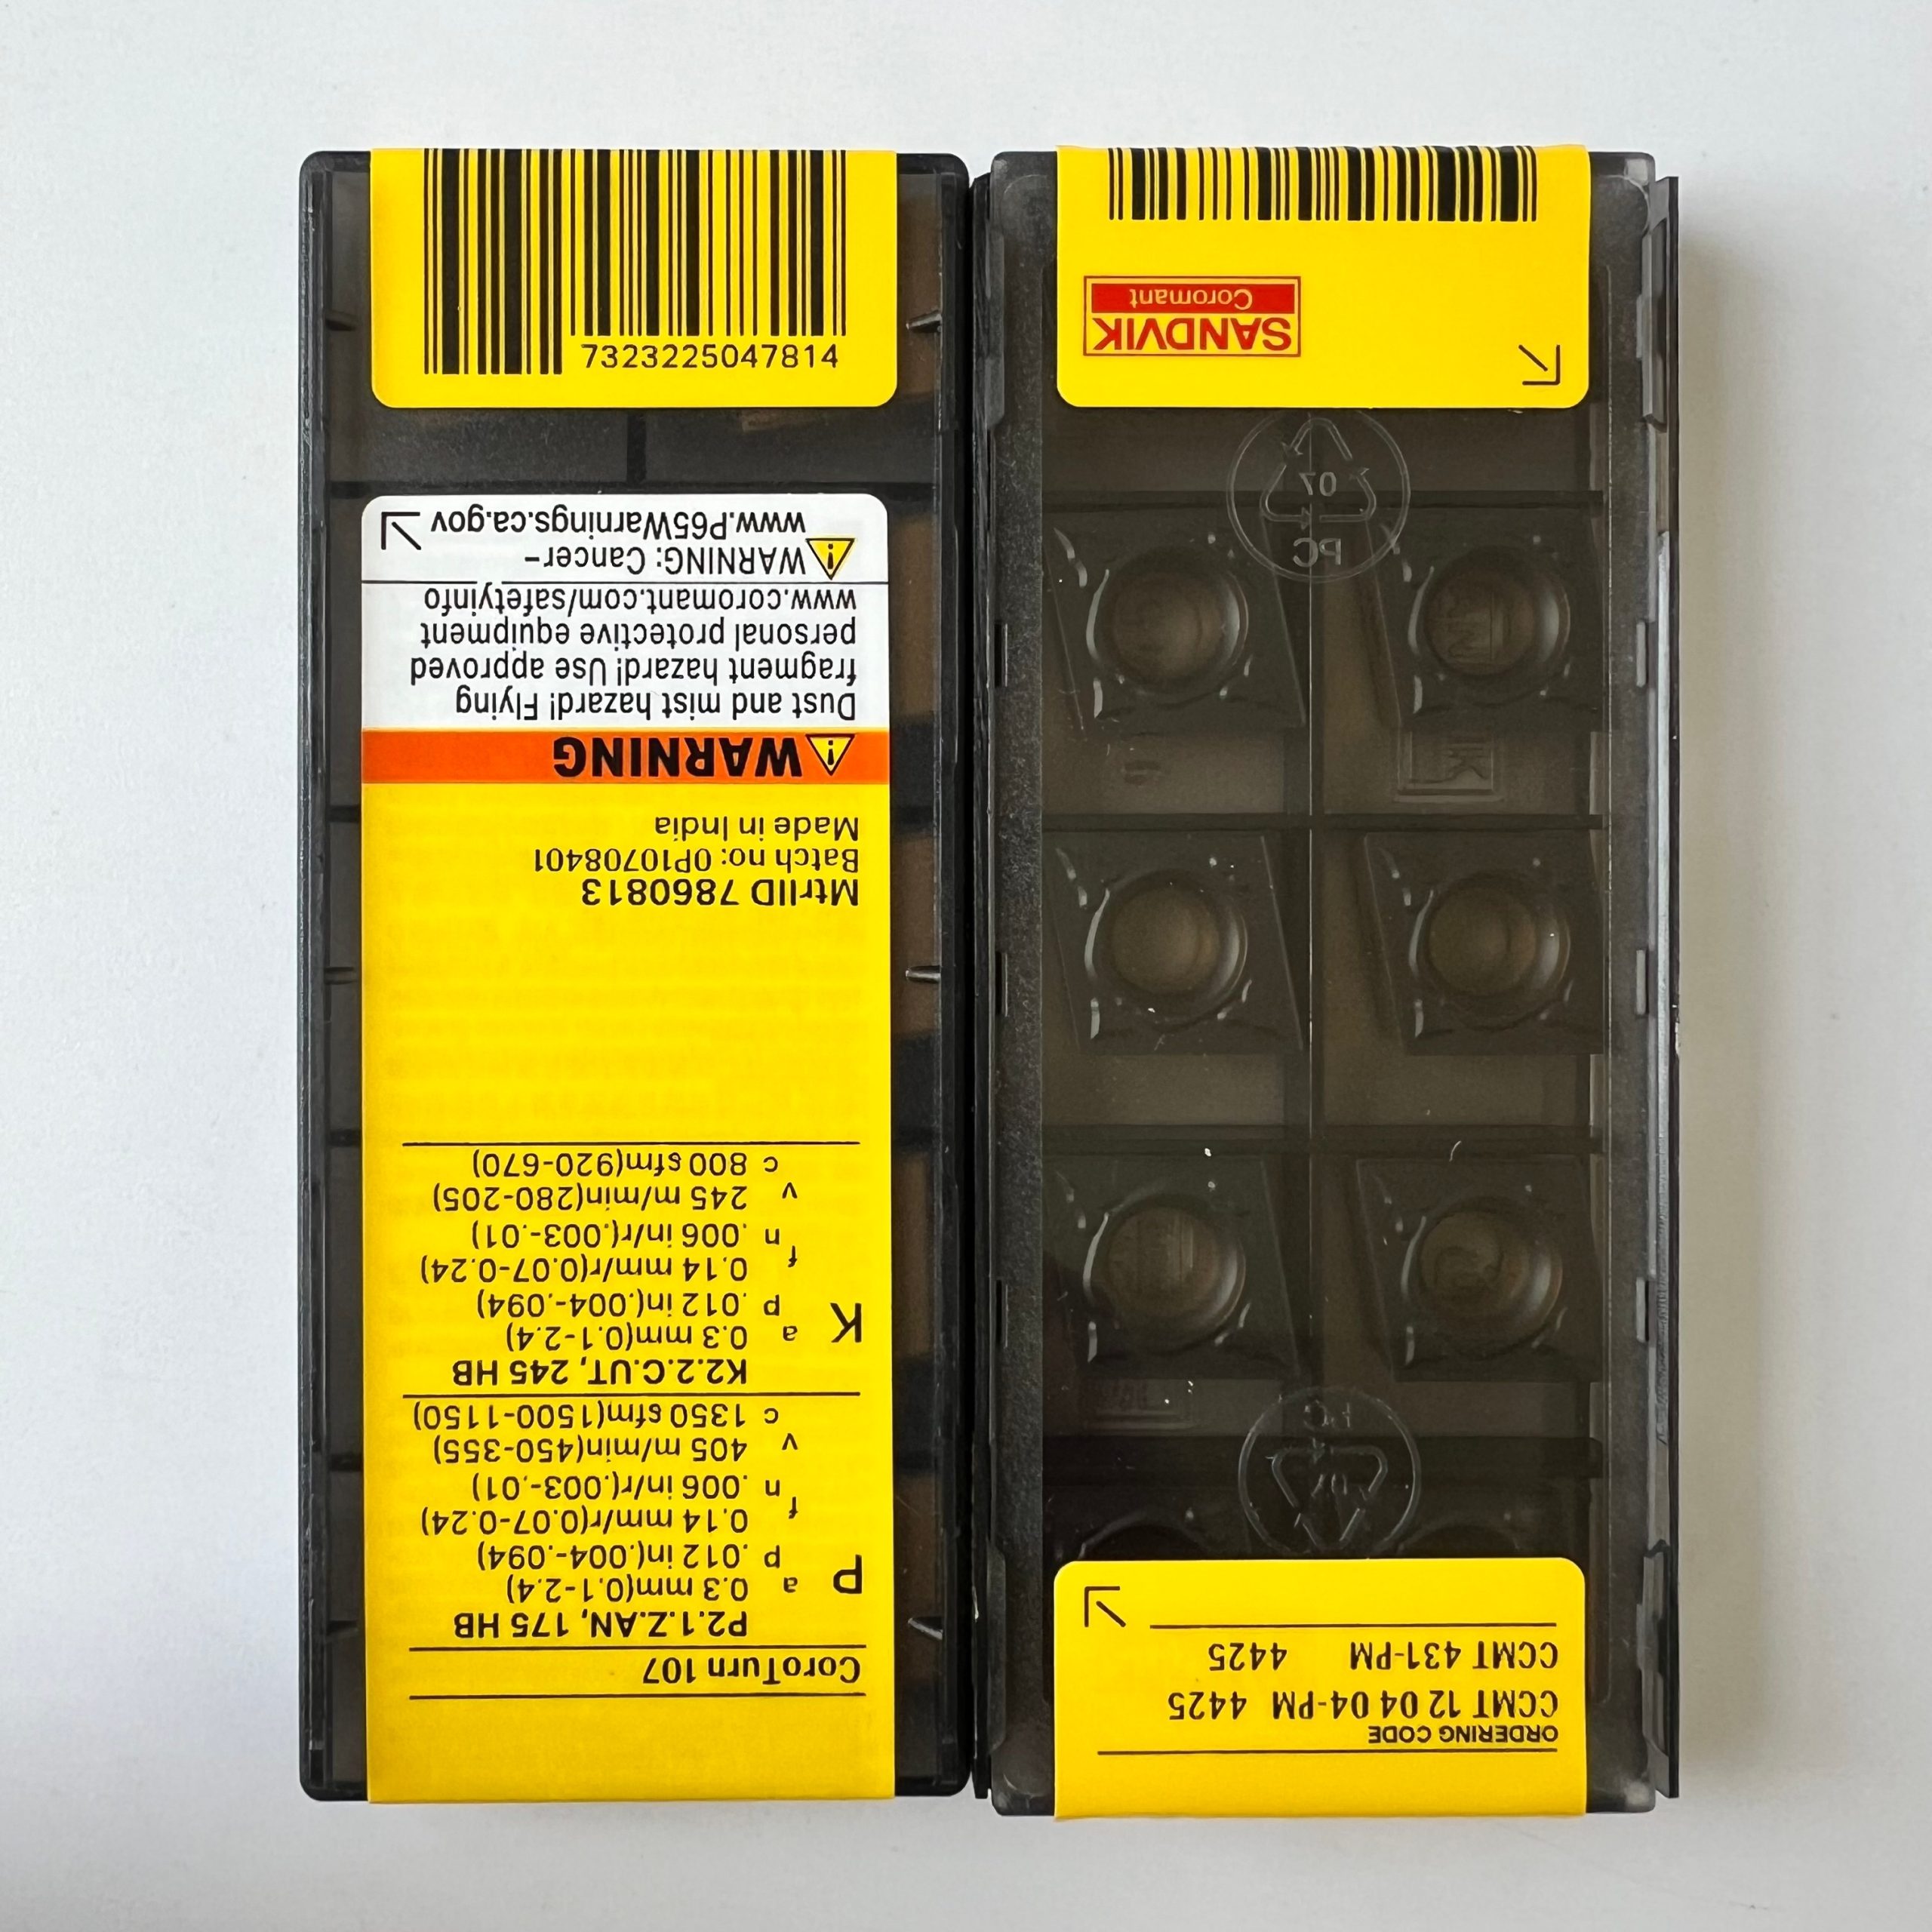 ORDERING CODE
CCMT 12 04 04-PM 4425
CCMT 431-PM 4425
SANDVIK
Coromant
CoroTurn 107
P
P2.1.Z.AN, 175 HB
a 0.3 mm(0.1-2.4)
p .012 in(.004-.094)
f 0.14 mm/r(0.07-0.24)
n .006 in/r(.003-.01)
v 405 m/min(450-355)
c 1350 sfm(1500-1150)
K
K2.2.C.UT, 245 HB
a 0.3 mm(0.1-2.4)
p .012 in(.004-.094)
f 0.14 mm/r(0.07-0.24)
n .006 in/r(.003-.01)
v 245 m/min(280-205)
c 800 sfm(920-670)
MtrlID 7860813
Batch no: 0P10708401
Made in India
WARNING
Dust and mist hazard! Flying
fragment hazard! Use approved
personal protective equipment
www.coromant.com/safetyinfo
WARNING: Cancer-
www.P65Warnings.ca.gov
7323225047814
07
PC
07
PC